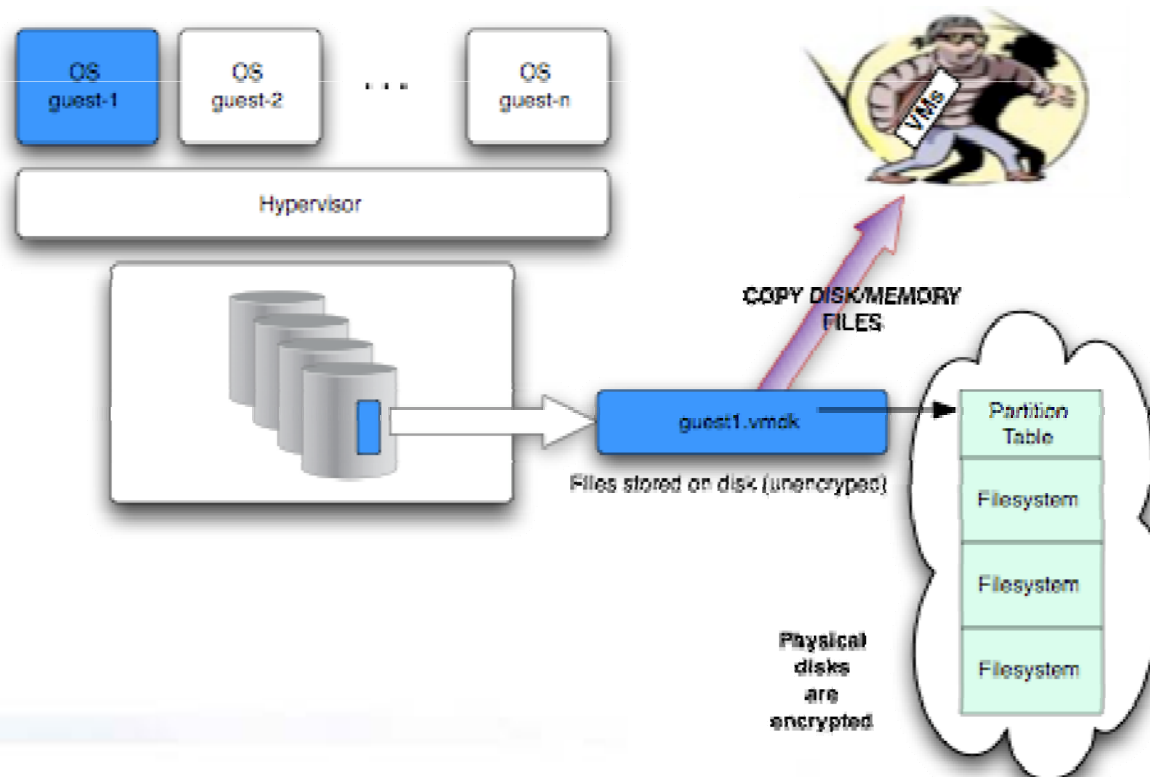 OS
guest-1
OS
guest-2
...
OS
guest-n
VMs
Hypervisor
COPY DISK/MEMORY
FILES
guest1.vmdk
Files stored on disk (unencryped)
Partition
Table
Filesystem
Filesystem
Filesystem
Physical
disks
are
encrypted